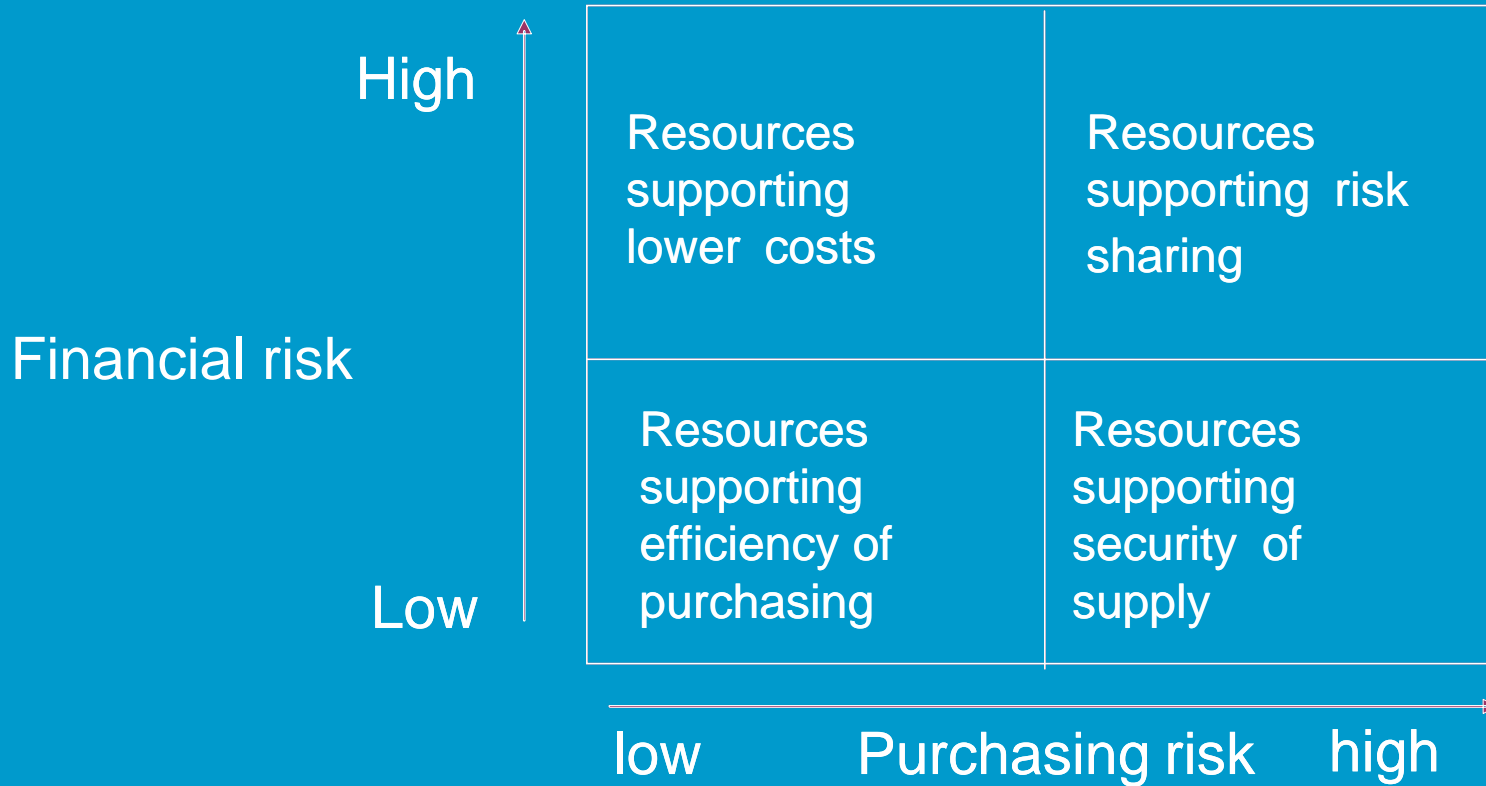 High
Resources
supporting
lower costs
Resources
supporting risk
sharing
Financial risk
Resources
supporting
efficiency of
purchasing
Resources
supporting
security of
supply
Low
low Purchasing risk high